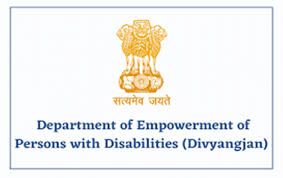 सत्यमेव जयते
Department of Empowerment of
Persons with Disabilities (Divyangjan)